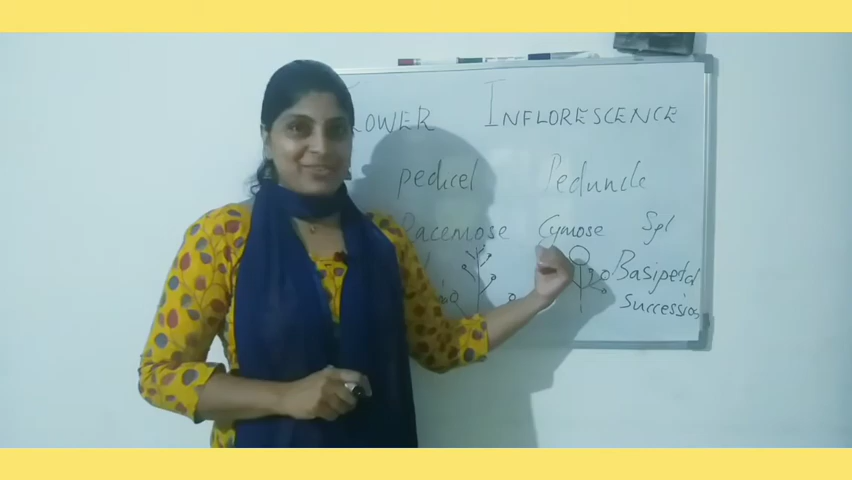 LOWER INFLORESCENCE
pedicel Peduncle
Racemose Cymose Spl
Basipetal
succession